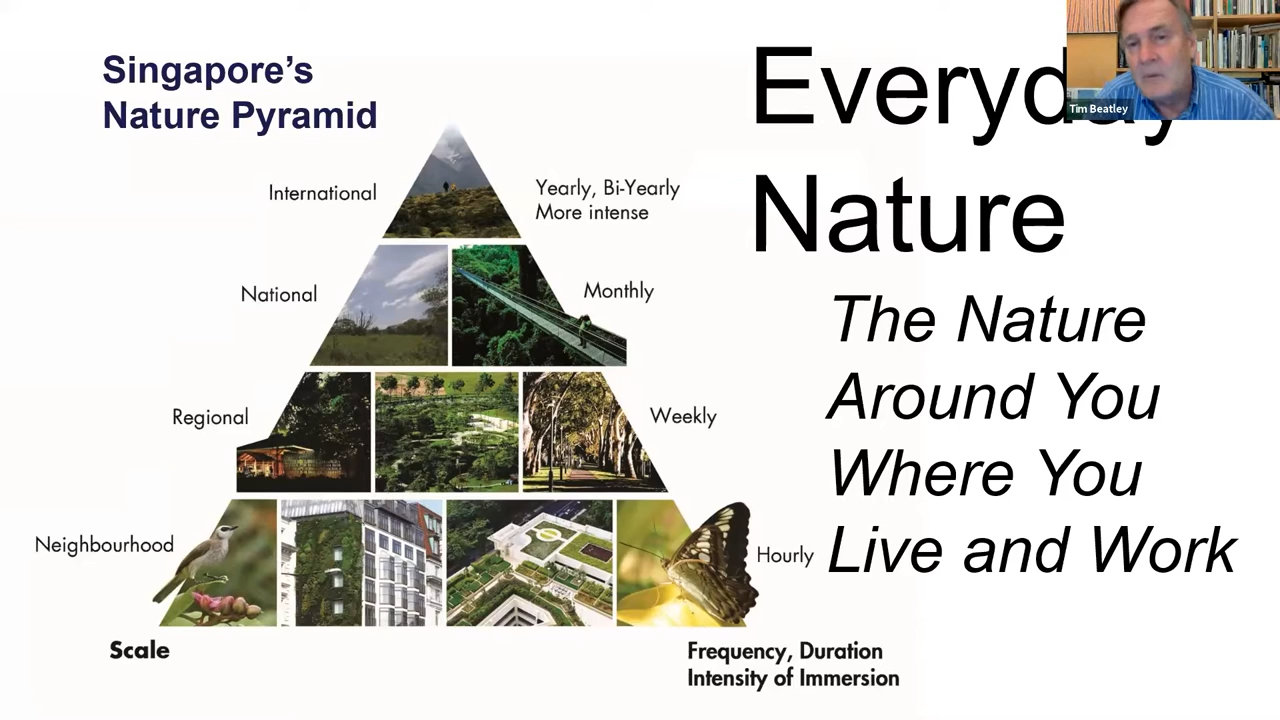 Singapore's
Nature Pyramid
International
Yearly, Bi-Yearly
More intense
National
Monthly
Regional
Weekly
Neighbourhood
Hourly
Scale
Frequency, Duration
Intensity of Immersion
Everyday
Nature
The Nature
Around You
Where You
Live and Work
Tim Beatley